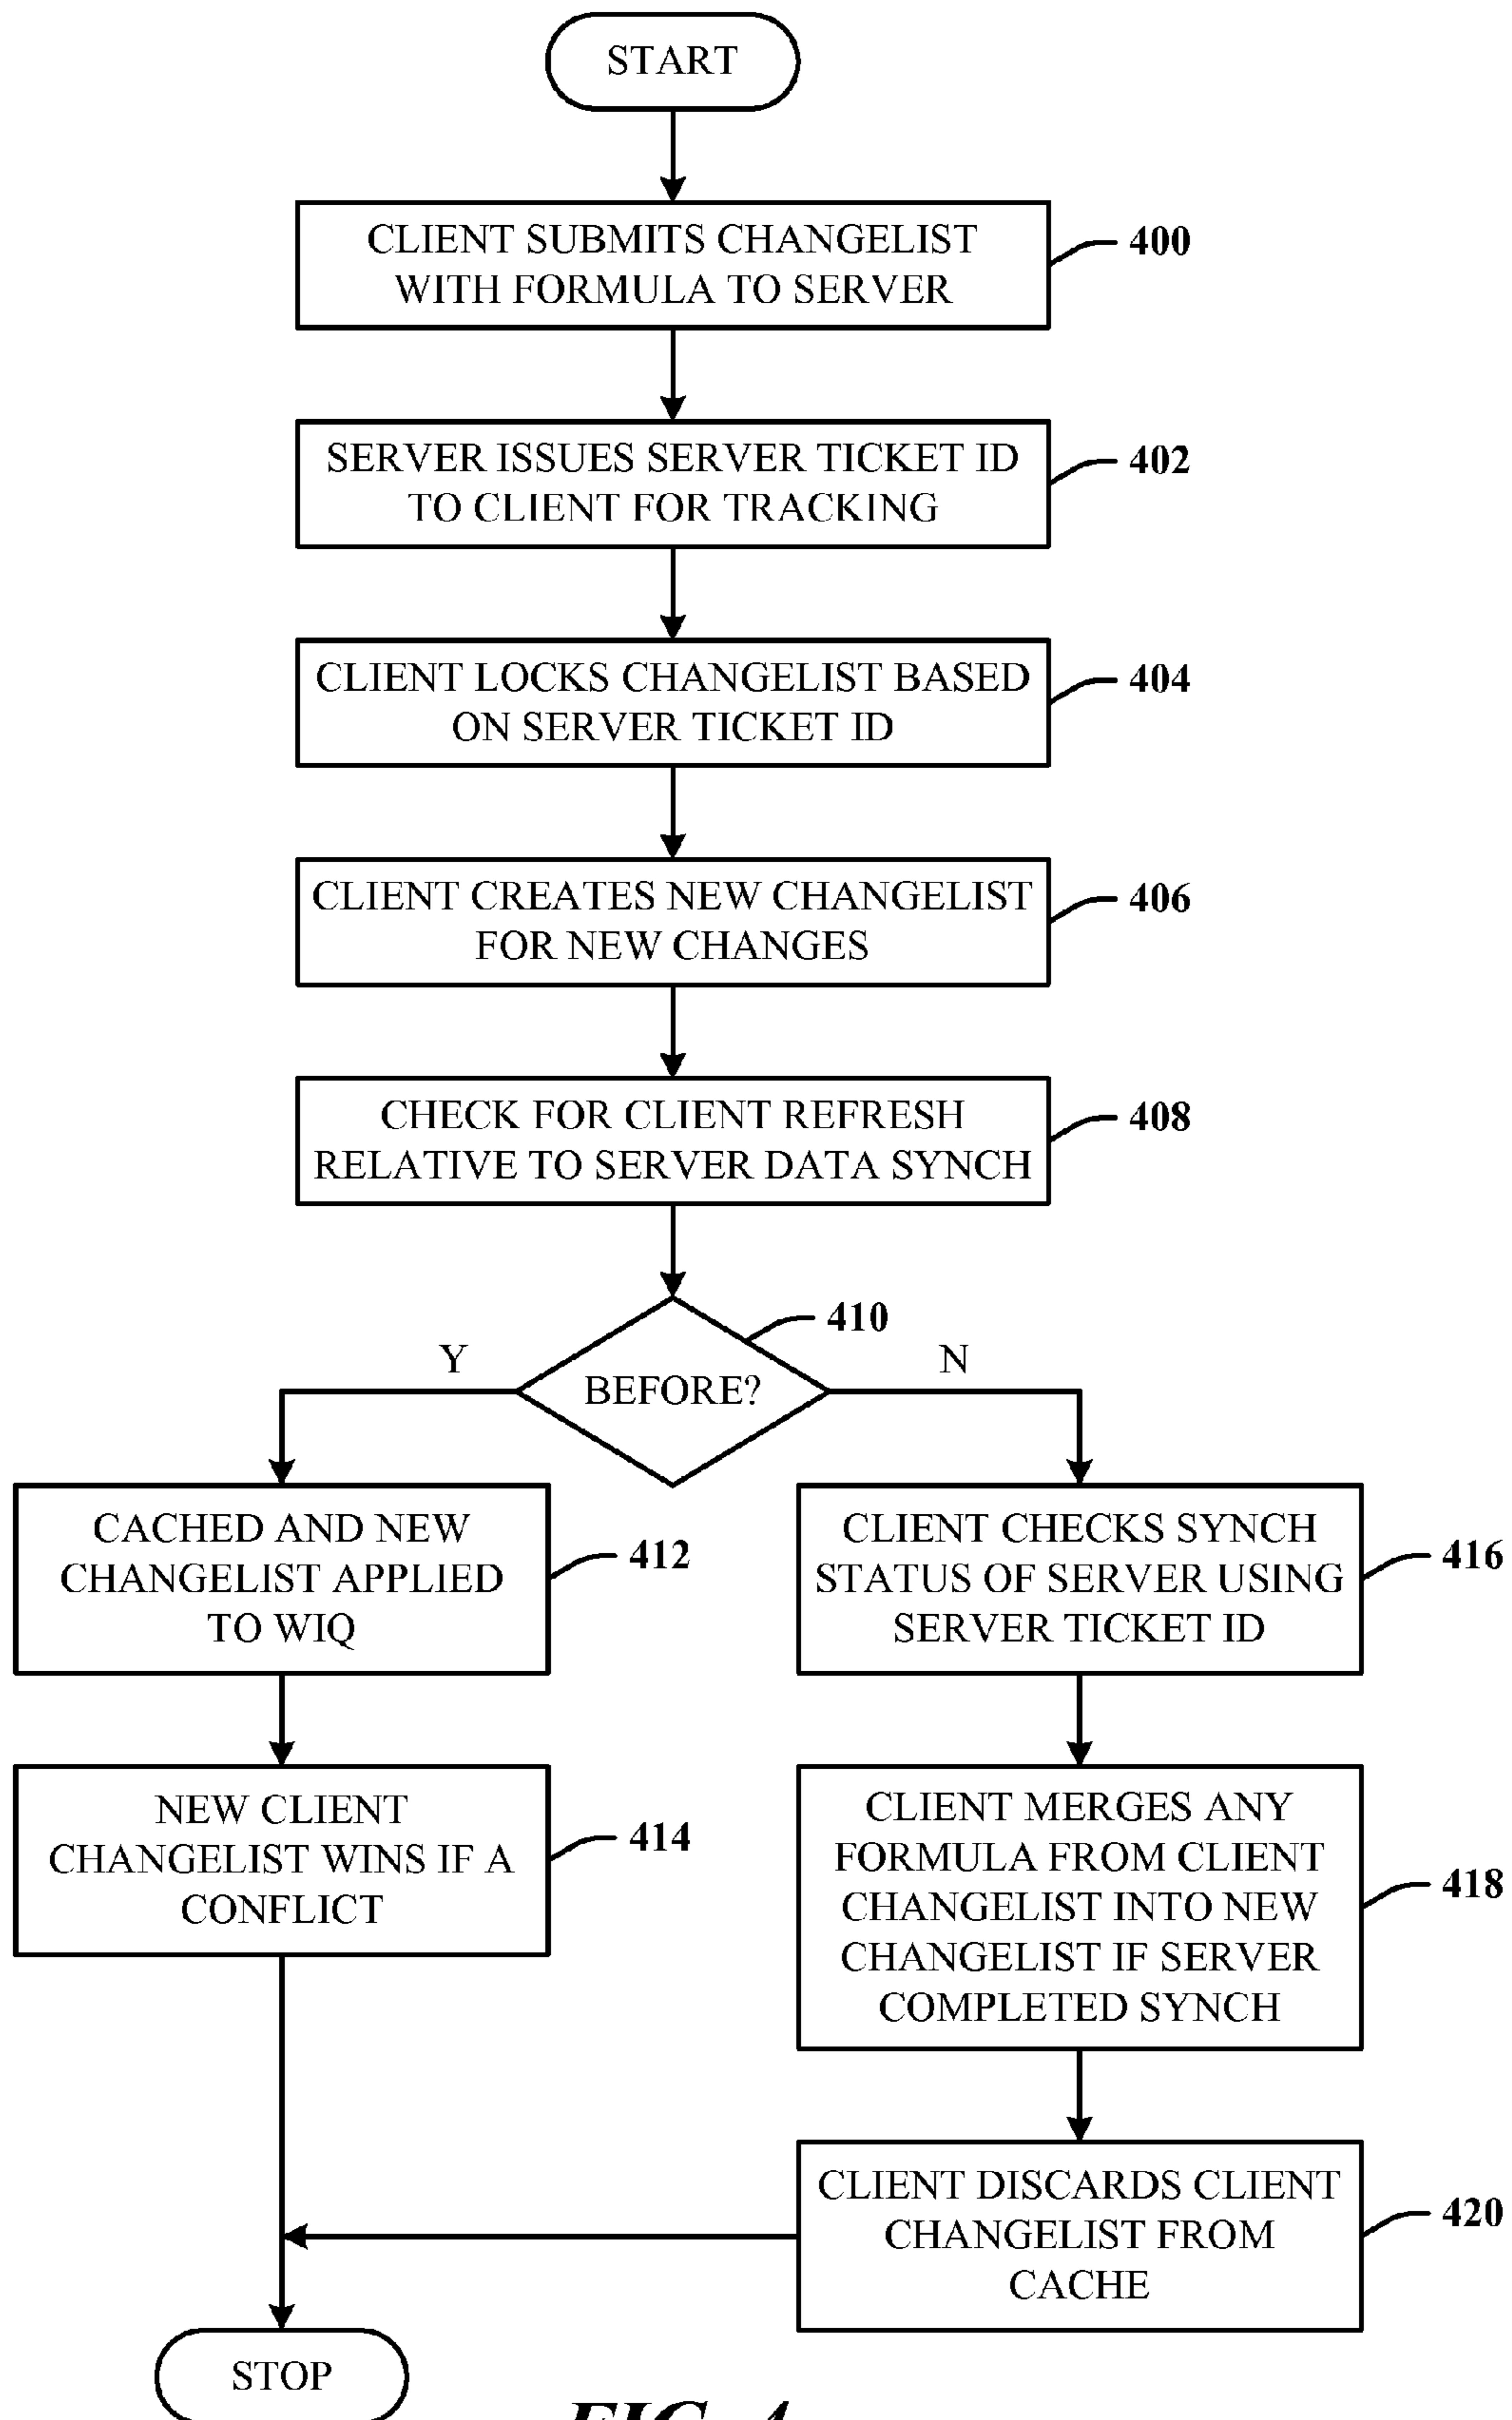 START
CLIENT SUBMITS CHANGELIST
WITH FORMULA TO SERVER
400
SERVER ISSUES SERVER TICKET ID
TO CLIENT FOR TRACKING
402
CLIENT LOCKS CHANGELIST BASED
ON SERVER TICKET ID
404
CLIENT CREATES NEW CHANGELIST
FOR NEW CHANGES
406
CHECK FOR CLIENT REFRESH
RELATIVE TO SERVER DATA SYNCH
408
410
BEFORE?
Y
N
CACHED AND NEW
CHANGELIST APPLIED
TO WIQ
412
NEW CLIENT
CHANGELIST WINS IF A
CONFLICT
414
CLIENT CHECKS SYNCH
STATUS OF SERVER USING
SERVER TICKET ID
416
CLIENT MERGES ANY
FORMULA FROM CLIENT
CHANGELIST INTO NEW
CHANGELIST IF SERVER
COMPLETED SYNCH
418
CLIENT DISCARDS CLIENT
CHANGELIST FROM
CACHE
420
STOP
FIG. 4